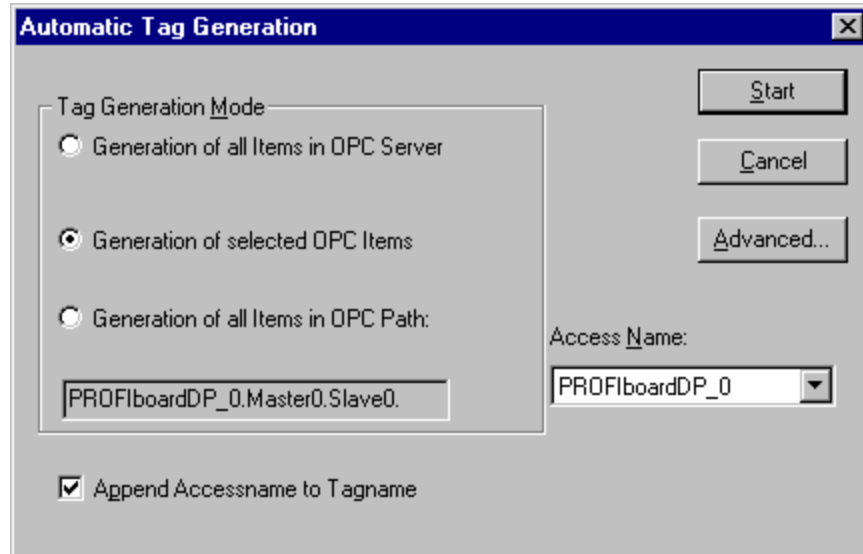 Automatic Tag Generation
Tag Generation Mode
Generation of all Items in OPC Server
Generation of selected OPC Items
Generation of all Items in OPC Path:
PROFIboardDP_0.Master0.Slave0.
Append Accessname to Tagname
Start
Cancel
Advanced...
Access Name:
PROFIboardDP_0